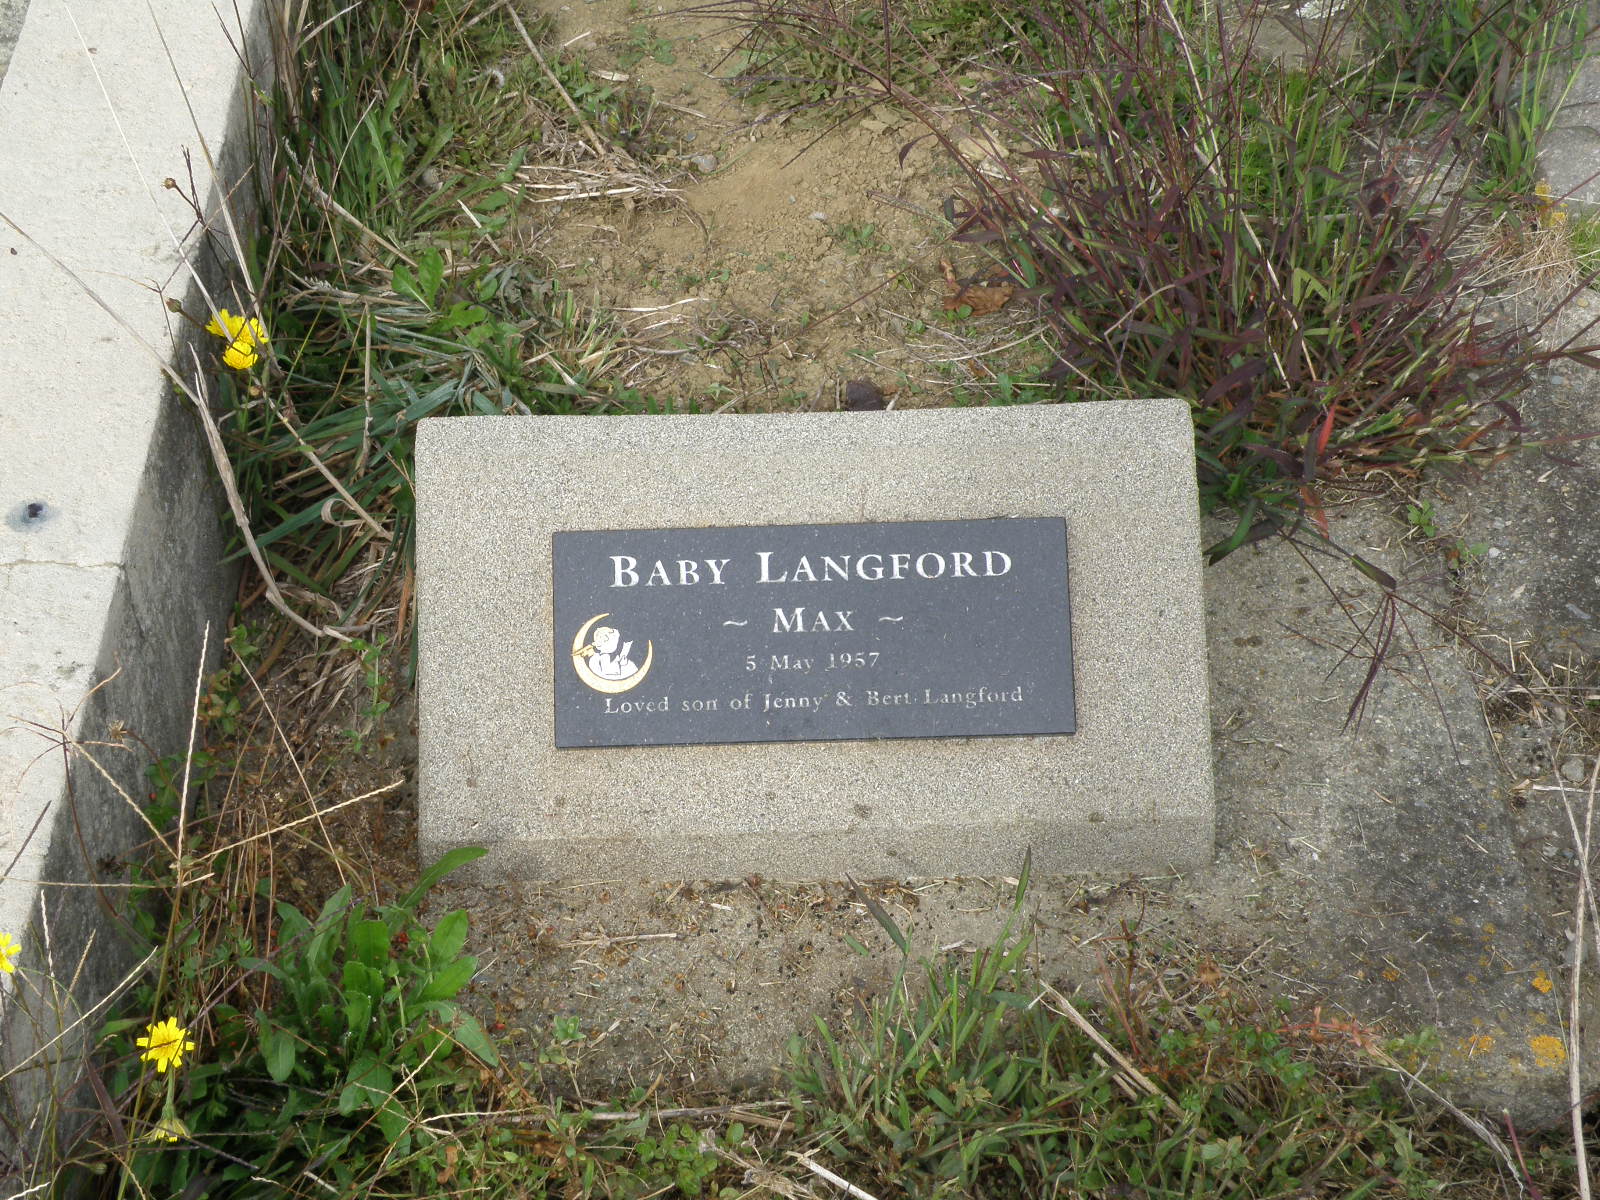 BABY LANGFORD
~ MAX ~
5 May 1957
Loved son of Jenny & Bert Langford